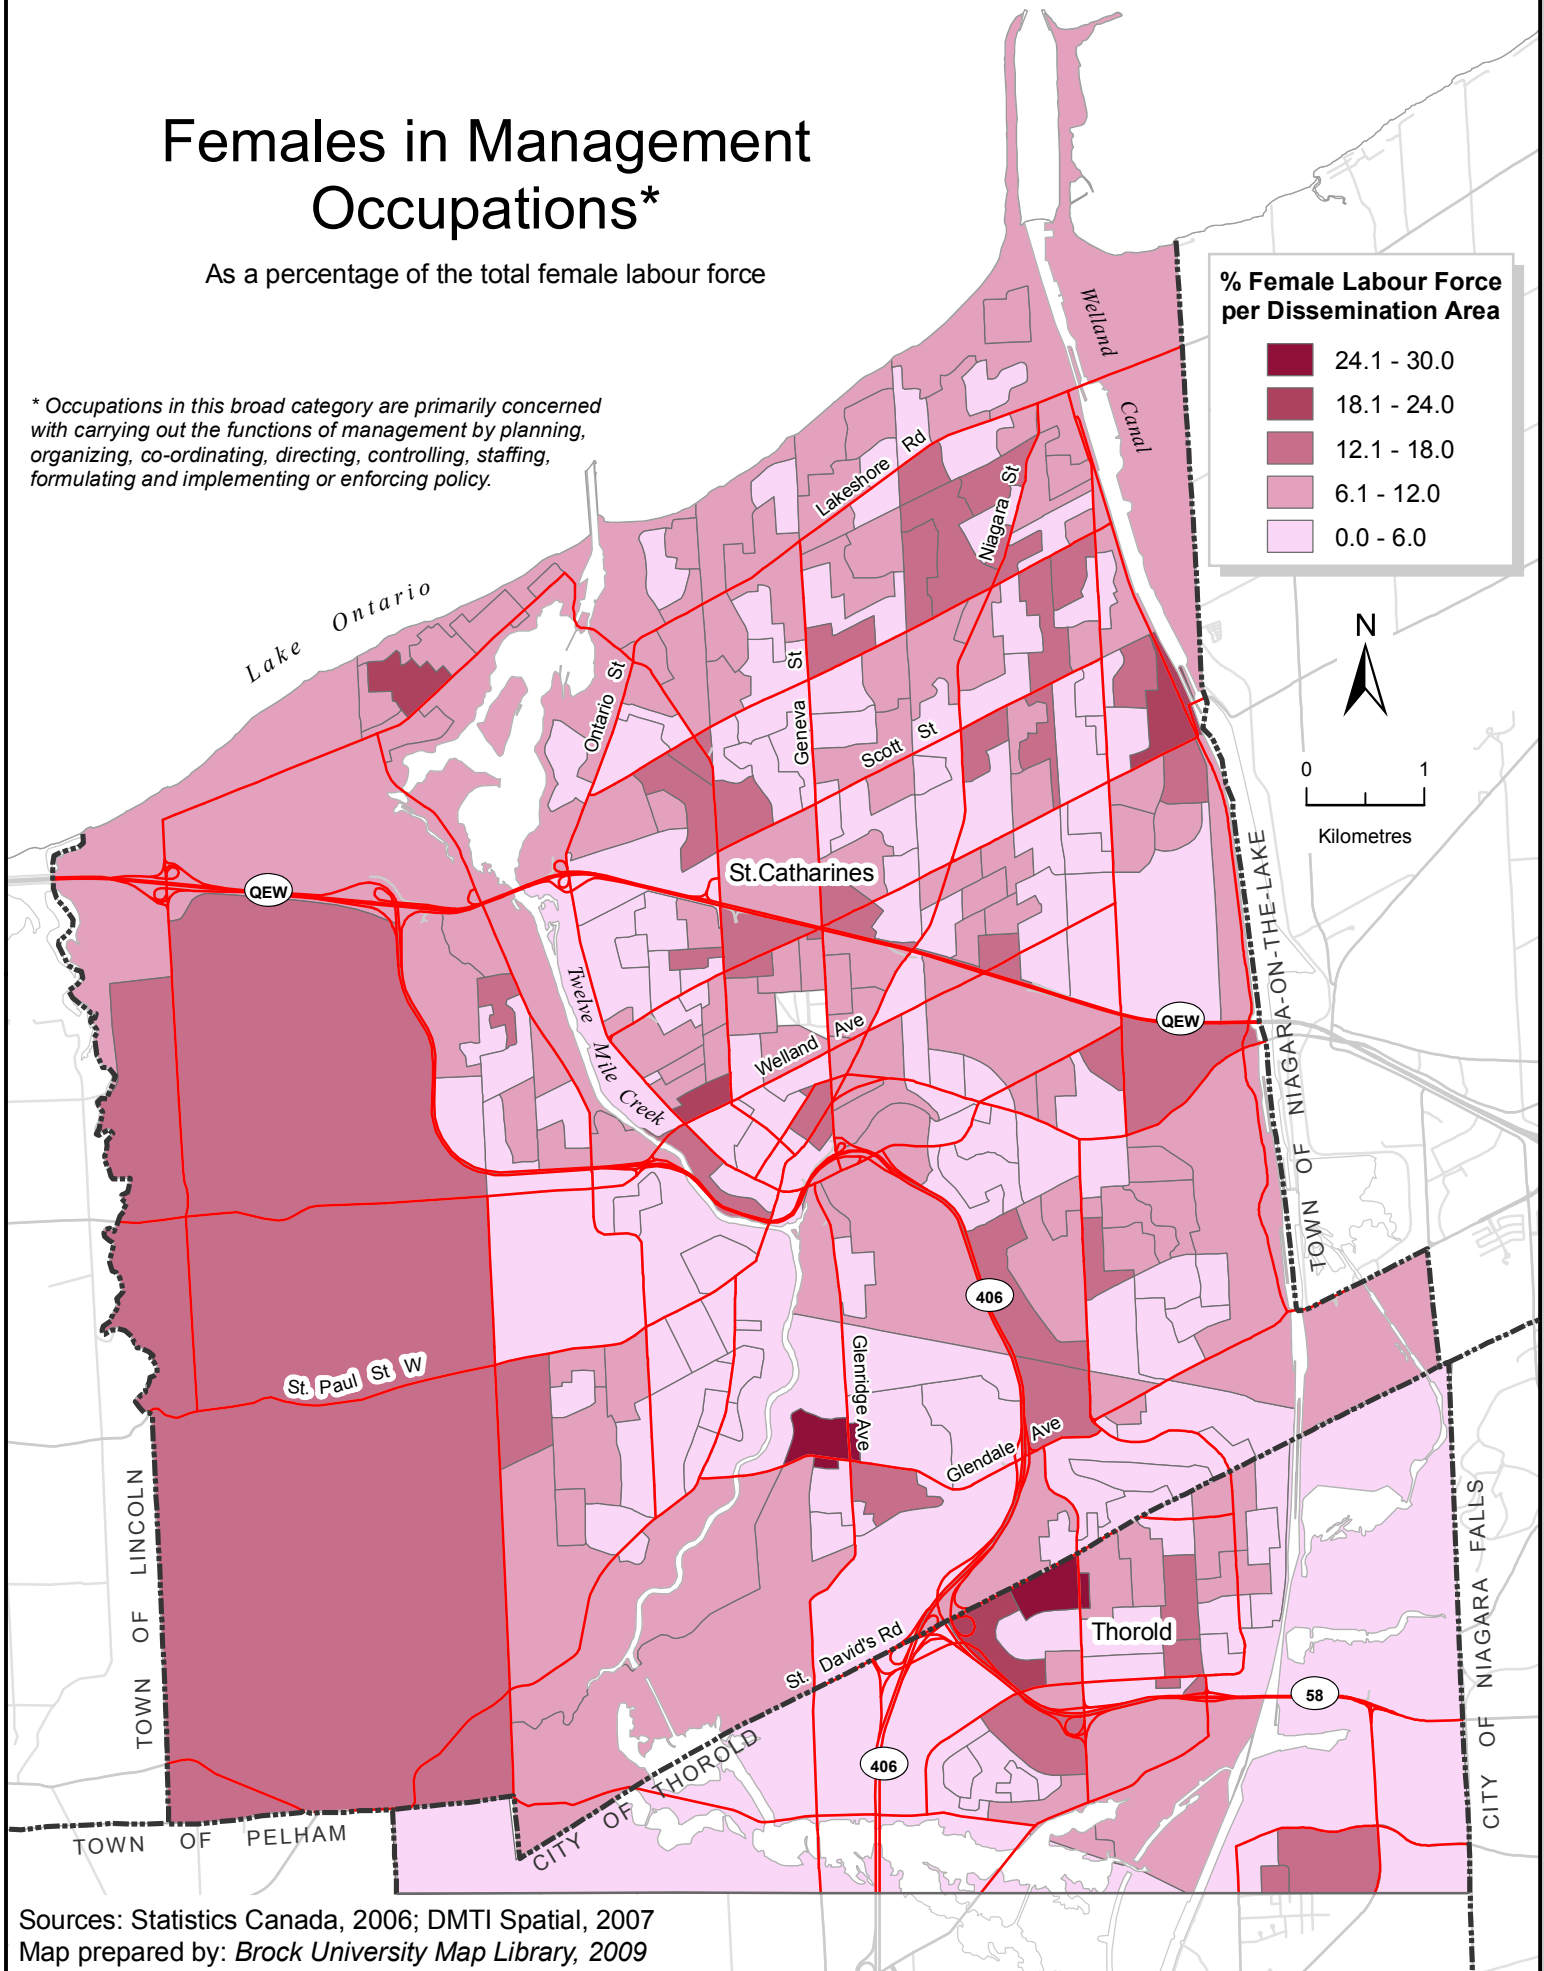 Females in Management
Occupations*
As a percentage of the total female labour force
* Occupations in this broad category are primarily concerned
with carrying out the functions of management by planning,
organizing, co-ordinating, directing, controlling, staffing,
formulating and implementing or enforcing policy.
% Female Labour Force
per Dissemination Area
24.1 - 30.0
18.1 - 24.0
12.1 - 18.0
6.1 - 12.0
0.0 - 6.0
N
0 1
Kilometres
Welland
Canal
Lake Ontario
Lakeshore Rd
Niagara St
Ontario St
Geneva St
Scott St
St.Catharines
QEW
Twelve Mile Creek
Welland Ave
QEW
TOWN OF NIAGARA-ON-THE-LAKE
406
St. Paul St W
Glenridge Ave
Glendale Ave
TOWN OF LINCOLN
CITY OF NIAGARA FALLS
Thorold
St. David's Rd
58
406
CITY OF THOROLD
TOWN OF PELHAM
Sources: Statistics Canada, 2006; DMTI Spatial, 2007
Map prepared by: Brock University Map Library, 2009